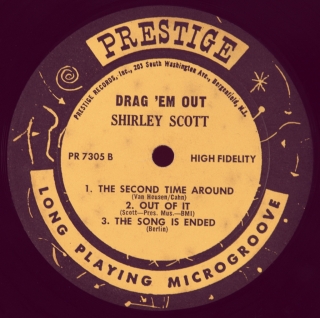 PRESTIGE
PRESTIGE RECORDS, Inc., 203 South Washington Ave., Bergenfield, N.J.
DRAG 'EM OUT
SHIRLEY SCOTT
PR 7305 B
HIGH FIDELITY
1. THE SECOND TIME AROUND
(Van Heusen/Cahn)
2. OUT OF IT
(Scott—Pres. Mus.—BMI)
3. THE SONG IS ENDED
(Berlin)
LONG PLAYING MICROGROOVE